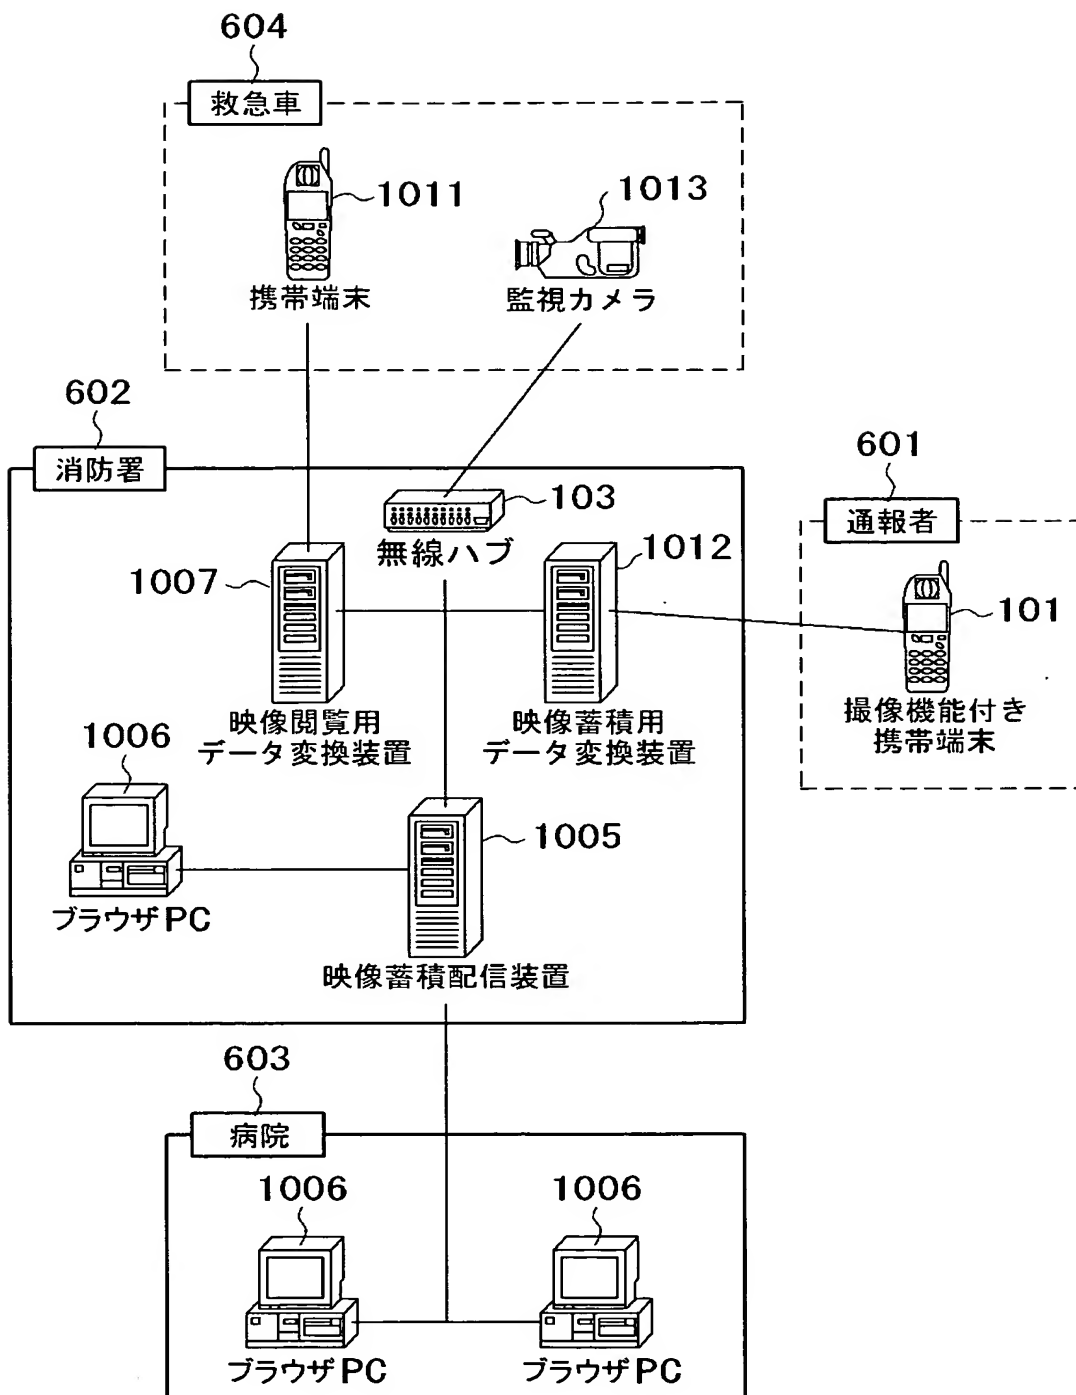 604
救急車
1011
1013
携帯端末
監視カメラ
602
消防署
601
通報者
103
無線ハブ
1007
1012
101
映像閲覧用
データ変換装置
映像蓄積用
データ変換装置
撮像機能付き
携帯端末
1006
1005
ブラウザPC
映像蓄積配信装置
603
病院
1006
1006
ブラウザPC
ブラウザPC